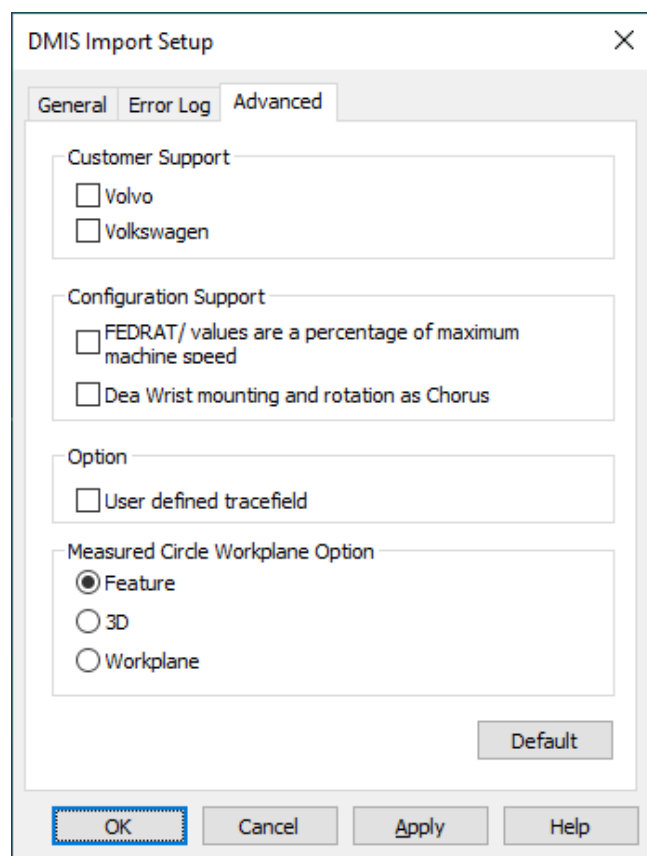 DMIS Import Setup
General Error Log Advanced
Customer Support
Volvo
Volkswagen
Configuration Support
FEDRAT/ values are a percentage of maximum
machine speed
Dea Wrist mounting and rotation as Chorus
Option
User defined tracefield
Measured Circle Workplane Option
Feature
3D
Workplane
Default
OK Cancel Apply Help